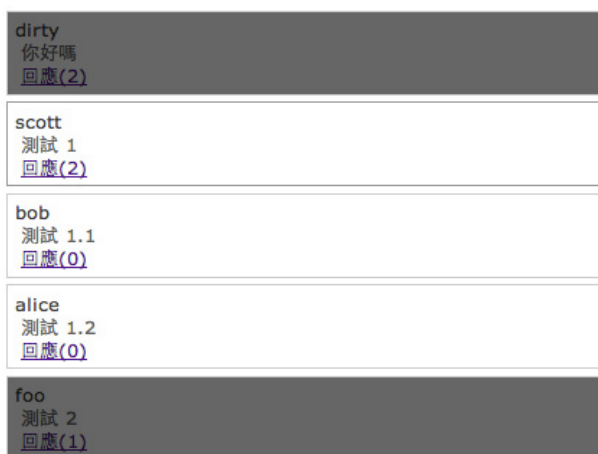 dirty
你好嗎
回應(2)
scott
測試 1
回應(2)
bob
測試 1.1
回應(0)
alice
測試 1.2
回應(0)
foo
測試 2
回應(1)